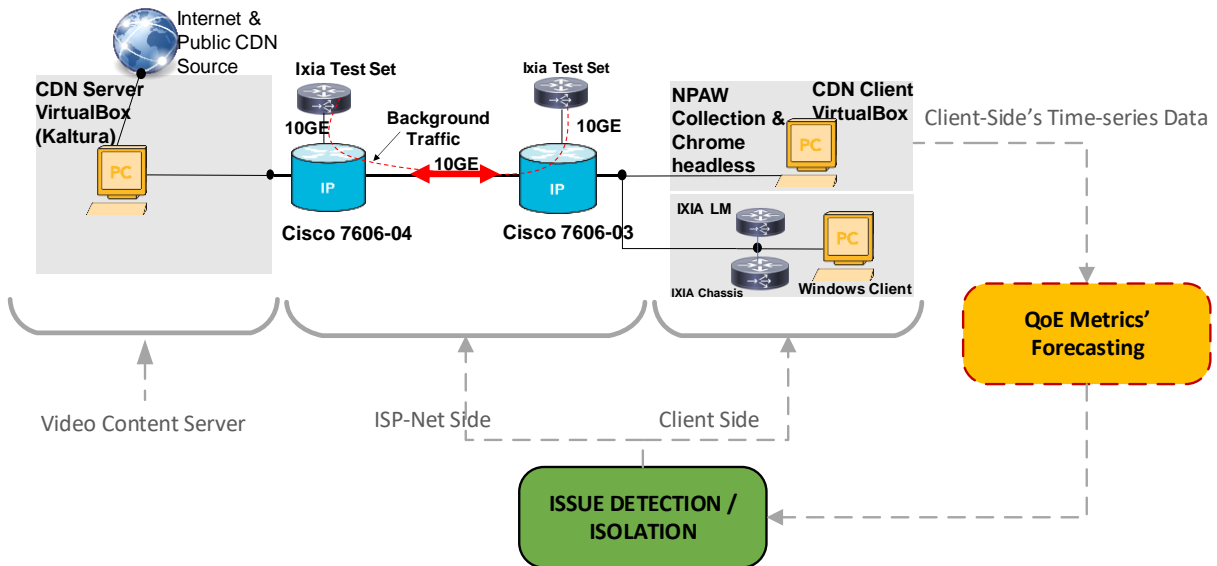 Internet &
Public CDN
Source
CDN Server
VirtualBox
(Kaltura)
PC
Ixia Test Set
10GE
Background
Traffic
IP
Cisco 7606-04
10GE
Ixia Test Set
10GE
IP
Cisco 7606-03
NPAW
Collection &
Chrome
headless
CDN Client
VirtualBox
PC
IXIA LM
IXIA Chassis
PC
Windows Client
Client-Side's Time-series Data
QoE Metrics'
Forecasting
Video Content Server
ISP-Net Side
Client Side
ISSUE DETECTION /
ISOLATION